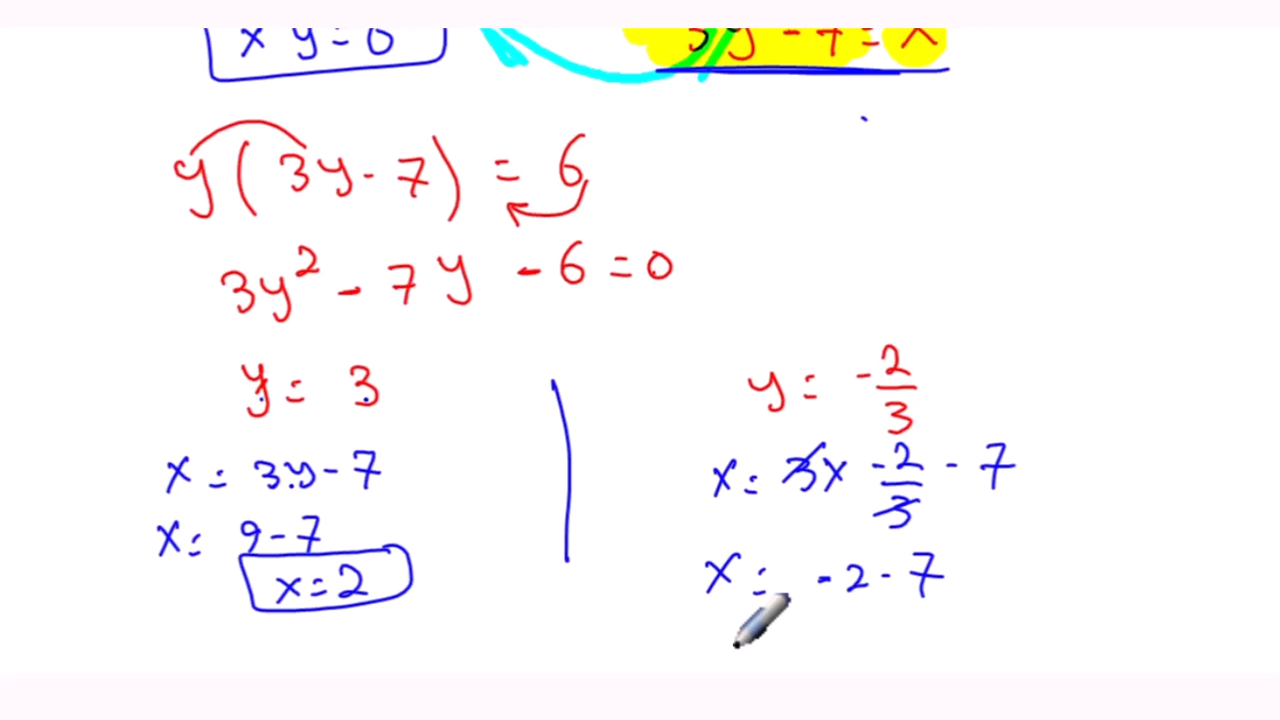 x y = 6
3y - 7 = x
y(3y - 7) = 6
3y² - 7y - 6 = 0
y = 3
x = 3y - 7
x = 9 - 7
x = 2
y = -2/3
x = 3x -2/3 - 7
x = -2 - 7